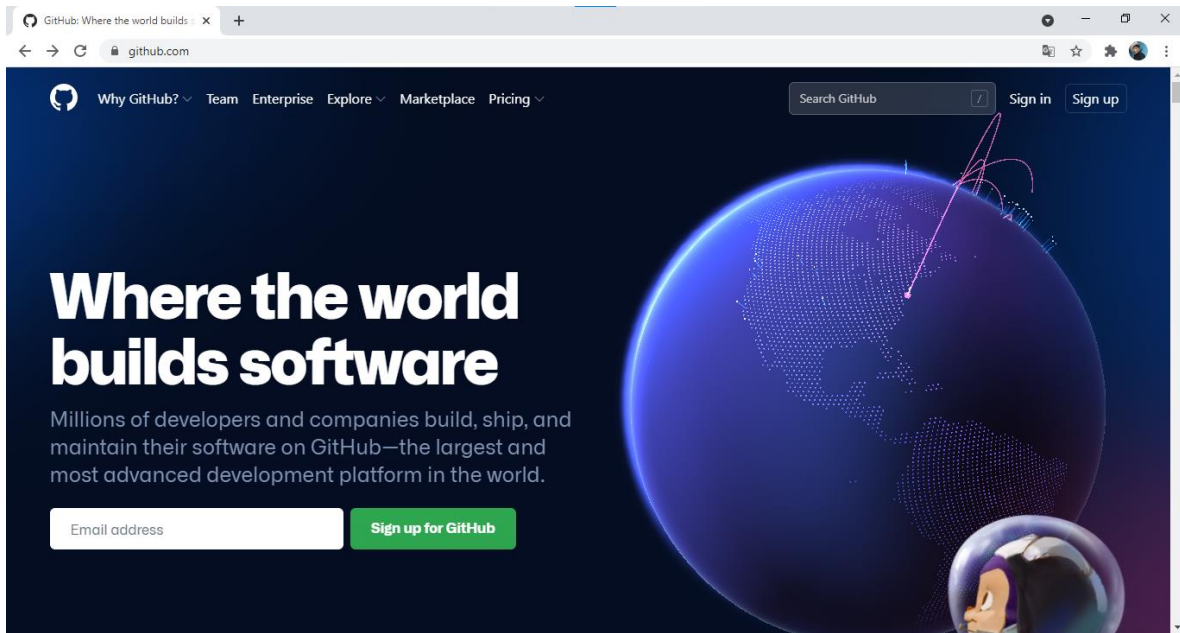 GitHub: Where the world builds s
github.com
Why GitHub? Team Enterprise Explore Marketplace Pricing
Search GitHub /
Sign in Sign up
Where the world
builds software
Millions of developers and companies build, ship, and
maintain their software on GitHub—the largest and
most advanced development platform in the world.
Email address
Sign up for GitHub